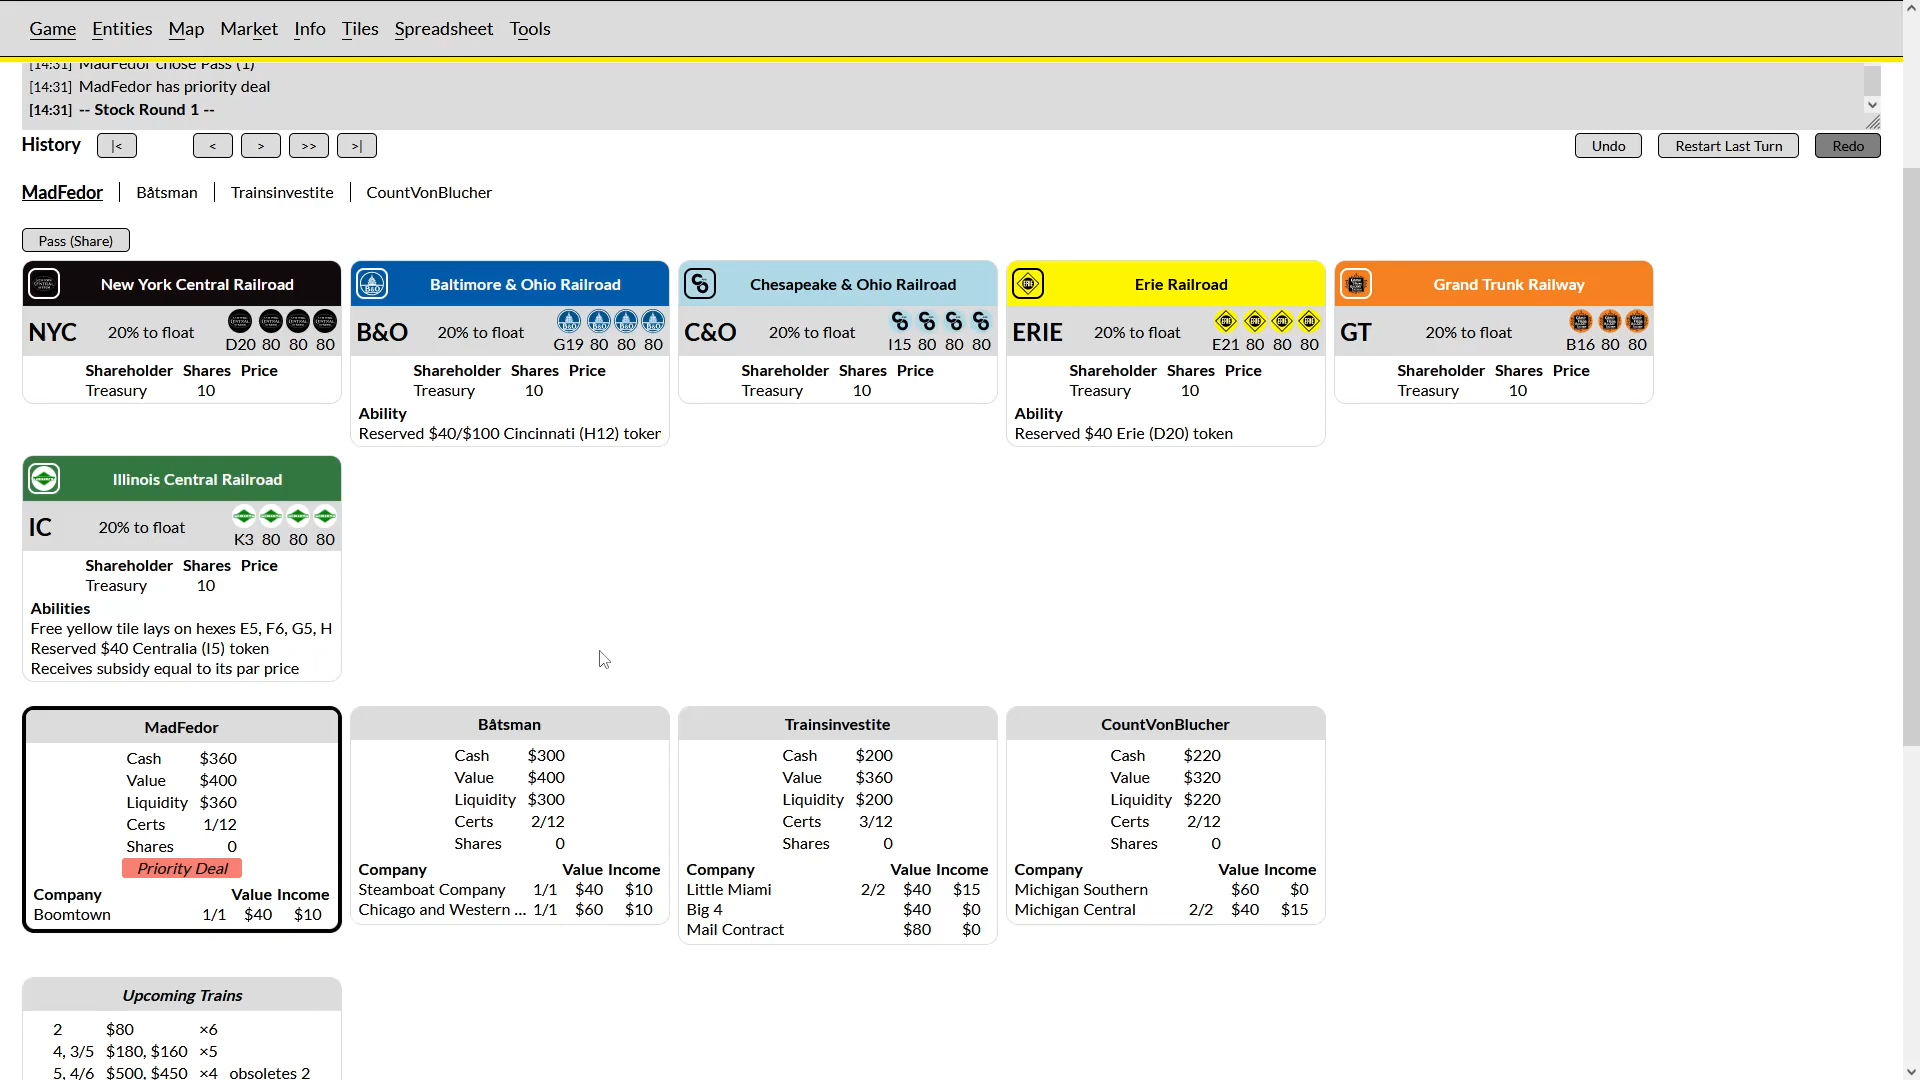 Game Entities Map Market Info Tiles Spreadsheet Tools
[14:31] MadFedor chose Pass (1)
[14:31] MadFedor has priority deal
[14:31] -- Stock Round 1 --
History |< < > >> >| Undo Restart Last Turn Redo
MadFedor Båtsman Trainsinvestite CountVonBlucher
Pass (Share)
New York Central Railroad
NYC 20% to float D20 80 80 80
Shareholder Shares Price
Treasury 10
Baltimore & Ohio Railroad
B&O 20% to float G19 80 80 80
Shareholder Shares Price
Treasury 10
Ability
Reserved $40/$100 Cincinnati (H12) token
Chesapeake & Ohio Railroad
C&O 20% to float I15 80 80 80
Shareholder Shares Price
Treasury 10
Erie Railroad
ERIE 20% to float E21 80 80 80
Shareholder Shares Price
Treasury 10
Ability
Reserved $40 Erie (D20) token
Grand Trunk Railway
GT 20% to float B16 80 80
Shareholder Shares Price
Treasury 10
Illinois Central Railroad
IC 20% to float K3 80 80 80
Shareholder Shares Price
Treasury 10
Abilities
Free yellow tile lays on hexes E5, F6, G5, H
Reserved $40 Centralia (I5) token
Receives subsidy equal to its par price
MadFedor
Cash $360
Value $400
Liquidity $360
Certs 1/12
Shares 0
Priority Deal
Company Value Income
Boomtown 1/1 $40 $10
Båtsman
Cash $300
Value $400
Liquidity $300
Certs 2/12
Shares 0
Company Value Income
Steamboat Company 1/1 $40 $10
Chicago and Western ... 1/1 $60 $10
Trainsinvestite
Cash $200
Value $360
Liquidity $200
Certs 3/12
Shares 0
Company Value Income
Little Miami 2/2 $40 $15
Big 4 $40 $0
Mail Contract $80 $0
CountVonBlucher
Cash $220
Value $320
Liquidity $220
Certs 2/12
Shares 0
Company Value Income
Michigan Southern $60 $0
Michigan Central 2/2 $40 $15
Upcoming Trains
2 $80 ×6
4, 3/5 $180, $160 ×5
5, 4/6 $500, $450 ×4 obsoletes 2